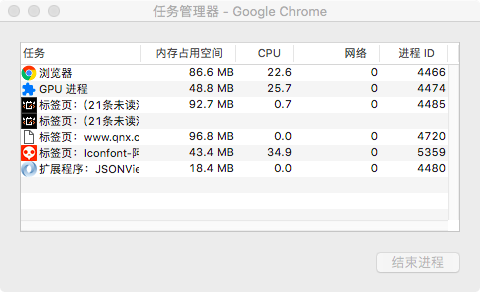 任务管理器 - Google Chrome
任务 内存占用空间 CPU 网络 进程 ID
浏览器 86.6 MB 22.6 0 4466
GPU 进程 48.8 MB 25.7 0 4474
标签页：(21条未读 92.7 MB 0.7 0 4485
标签页：(21条未读
标签页：www.qnx.c 96.8 MB 0.0 0 4720
标签页：Iconfont- 43.4 MB 34.9 0 5359
扩展程序：JSONVie 18.4 MB 0.0 0 4480
结束进程